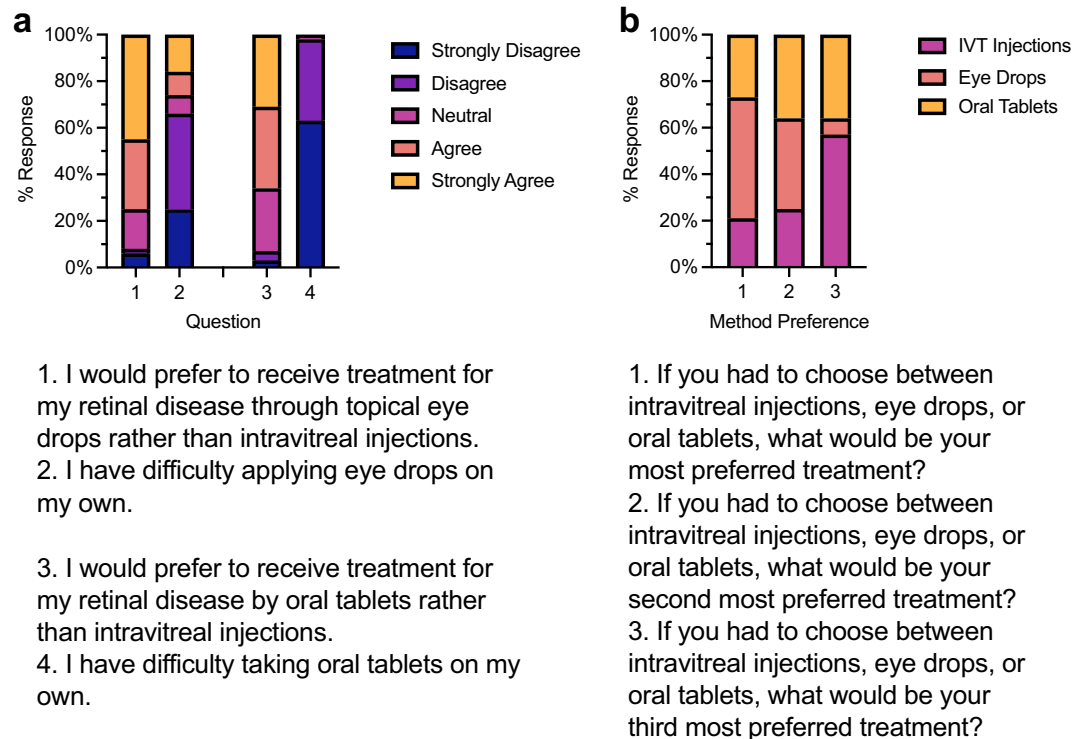 a
100%
80%
60%
40%
20%
0%
% Response
1 2 3 4
Question
Strongly Disagree
Disagree
Neutral
Agree
Strongly Agree
1. I would prefer to receive treatment for
my retinal disease through topical eye
drops rather than intravitreal injections.
2. I have difficulty applying eye drops on
my own.
3. I would prefer to receive treatment for
my retinal disease by oral tablets rather
than intravitreal injections.
4. I have difficulty taking oral tablets on my
own.
b
100%
80%
60%
40%
20%
0%
% Response
1 2 3
Method Preference
IVT Injections
Eye Drops
Oral Tablets
1. If you had to choose between
intravitreal injections, eye drops, or
oral tablets, what would be your
most preferred treatment?
2. If you had to choose between
intravitreal injections, eye drops, or
oral tablets, what would be your
second most preferred treatment?
3. If you had to choose between
intravitreal injections, eye drops, or
oral tablets, what would be your
third most preferred treatment?